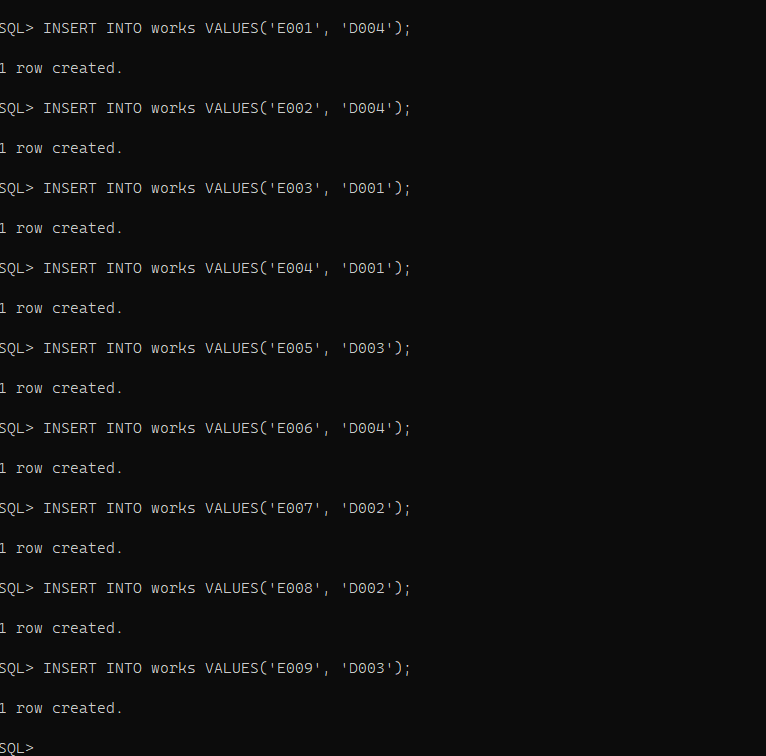 SQL> INSERT INTO works VALUES('E001', 'D004');
1 row created.
SQL> INSERT INTO works VALUES('E002', 'D004');
1 row created.
SQL> INSERT INTO works VALUES('E003', 'D001');
1 row created.
SQL> INSERT INTO works VALUES('E004', 'D001');
1 row created.
SQL> INSERT INTO works VALUES('E005', 'D003');
1 row created.
SQL> INSERT INTO works VALUES('E006', 'D004');
1 row created.
SQL> INSERT INTO works VALUES('E007', 'D002');
1 row created.
SQL> INSERT INTO works VALUES('E008', 'D002');
1 row created.
SQL> INSERT INTO works VALUES('E009', 'D003');
1 row created.
SQL>